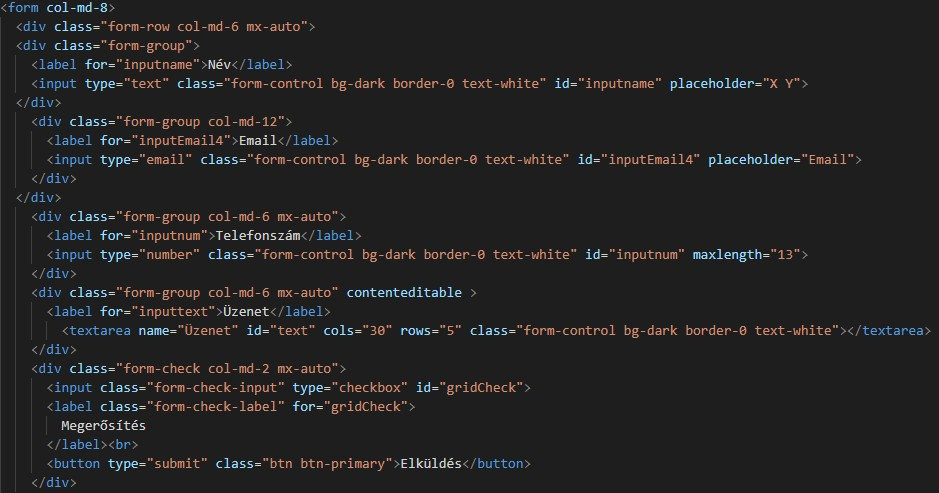 <form col-md-8>
<div class="form-row col-md-6 mx-auto">
<div class="form-group">
<label for="inputname">Név</label>
<input type="text" class="form-control bg-dark border-0 text-white" id="inputname" placeholder="X Y">
</div>
<div class="form-group col-md-12">
<label for="inputEmail4">Email</label>
<input type="email" class="form-control bg-dark border-0 text-white" id="inputEmail4" placeholder="Email">
</div>
</div>
<div class="form-group col-md-6 mx-auto">
<label for="inputnum">Telefonszám</label>
<input type="number" class="form-control bg-dark border-0 text-white" id="inputnum" maxlength="13">
</div>
<div class="form-group col-md-6 mx-auto" contenteditable >
<label for="inputtext">Üzenet</label>
<textarea name="Üzenet" id="text" cols="30" rows="5" class="form-control bg-dark border-0 text-white"></textarea>
</div>
<div class="form-check col-md-2 mx-auto">
<input class="form-check-input" type="checkbox" id="gridCheck">
<label class="form-check-label" for="gridCheck">
Megerősítés
</label><br>
<button type="submit" class="btn btn-primary">Elküldés</button>
</div>